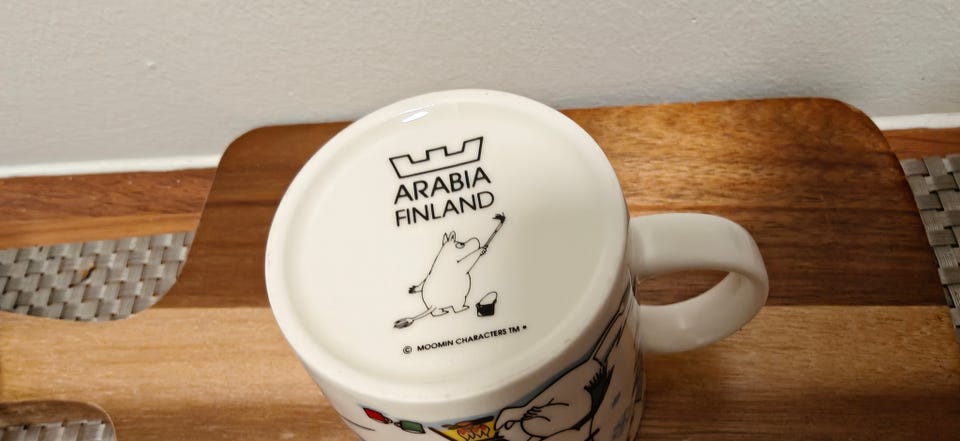 ARABIA
FINLAND
© MOOMIN CHARACTERS TM •